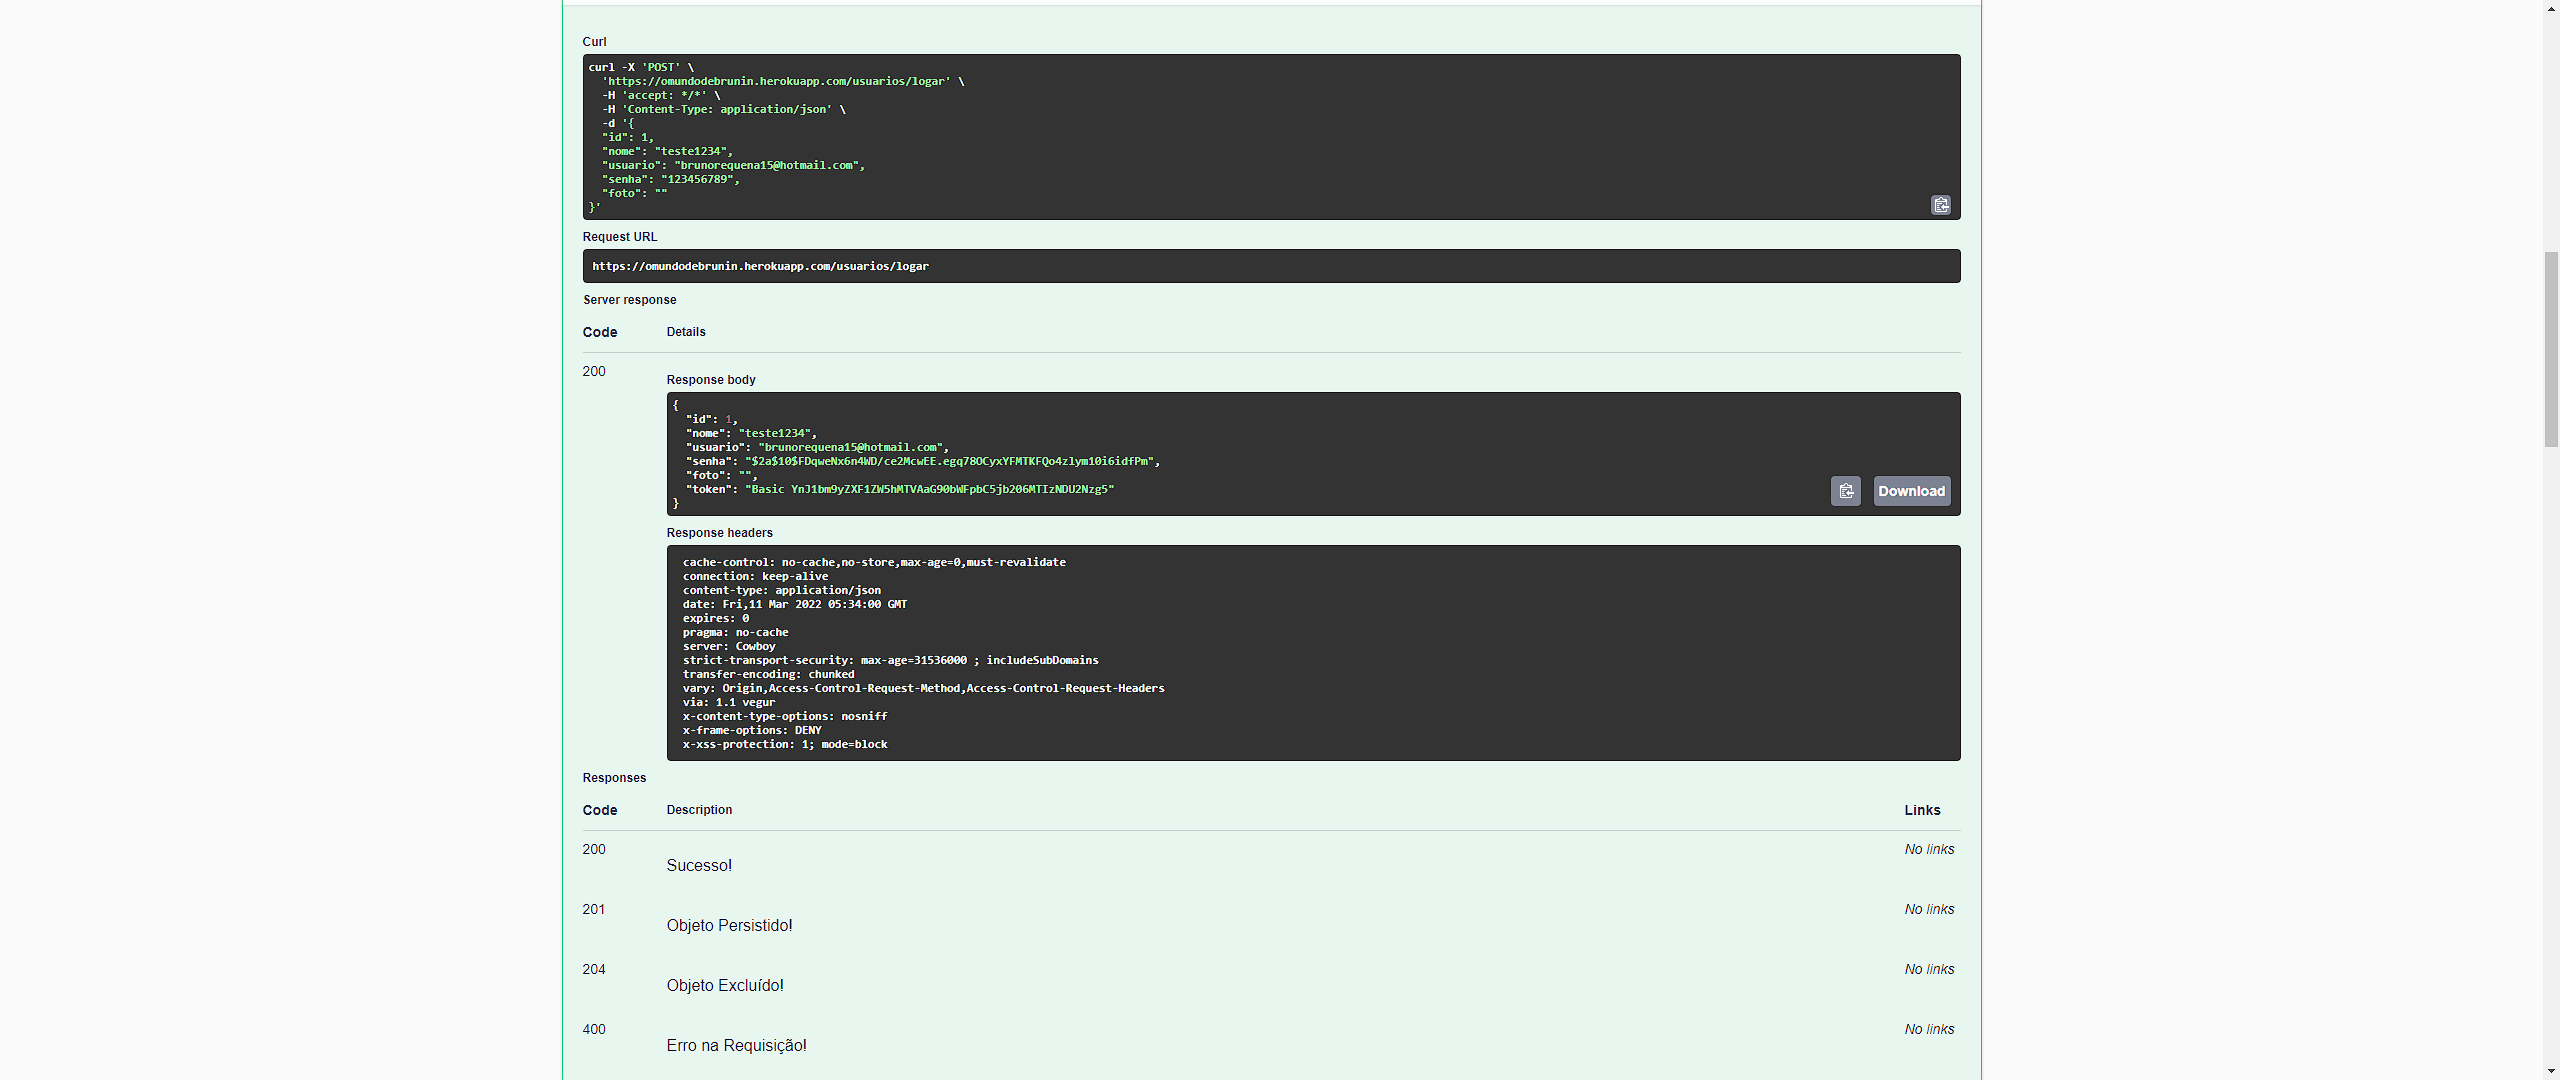 Curl
curl -X 'POST' \
  'https://omundodebrunin.herokuapp.com/usuarios/logar' \
  -H 'accept: */*' \
  -H 'Content-Type: application/json' \
  -d '{
  "id": 1,
  "nome": "teste1234",
  "usuario": "brunorequena15@hotmail.com",
  "senha": "123456789",
  "foto": ""
}'
Request URL
https://omundodebrunin.herokuapp.com/usuarios/logar
Server response
Code Details
200
Response body
{
  "id": 1,
  "nome": "teste1234",
  "usuario": "brunorequena15@hotmail.com",
  "senha": "$2a$10$FDqweNx6n4WD/ce2McwEE.egq78OCyxYFMTKFQo4zlym10i6idfPm",
  "foto": "",
  "token": "Basic YnJ1bm9yZXF1ZW5hMTVAaG90bWFpbC5jb206MTIzNDU2Nzg5"
}
Download
Response headers
cache-control: no-cache,no-store,max-age=0,must-revalidate
connection: keep-alive
content-type: application/json
date: Fri,11 Mar 2022 05:34:00 GMT
expires: 0
pragma: no-cache
server: Cowboy
strict-transport-security: max-age=31536000 ; includeSubDomains
transfer-encoding: chunked
vary: Origin,Access-Control-Request-Method,Access-Control-Request-Headers
via: 1.1 vegur
x-content-type-options: nosniff
x-frame-options: DENY
x-xss-protection: 1; mode=block
Responses
Code Description Links
200 No links
Sucesso!
201 No links
Objeto Persistido!
204 No links
Objeto Excluído!
400 No links
Erro na Requisição!